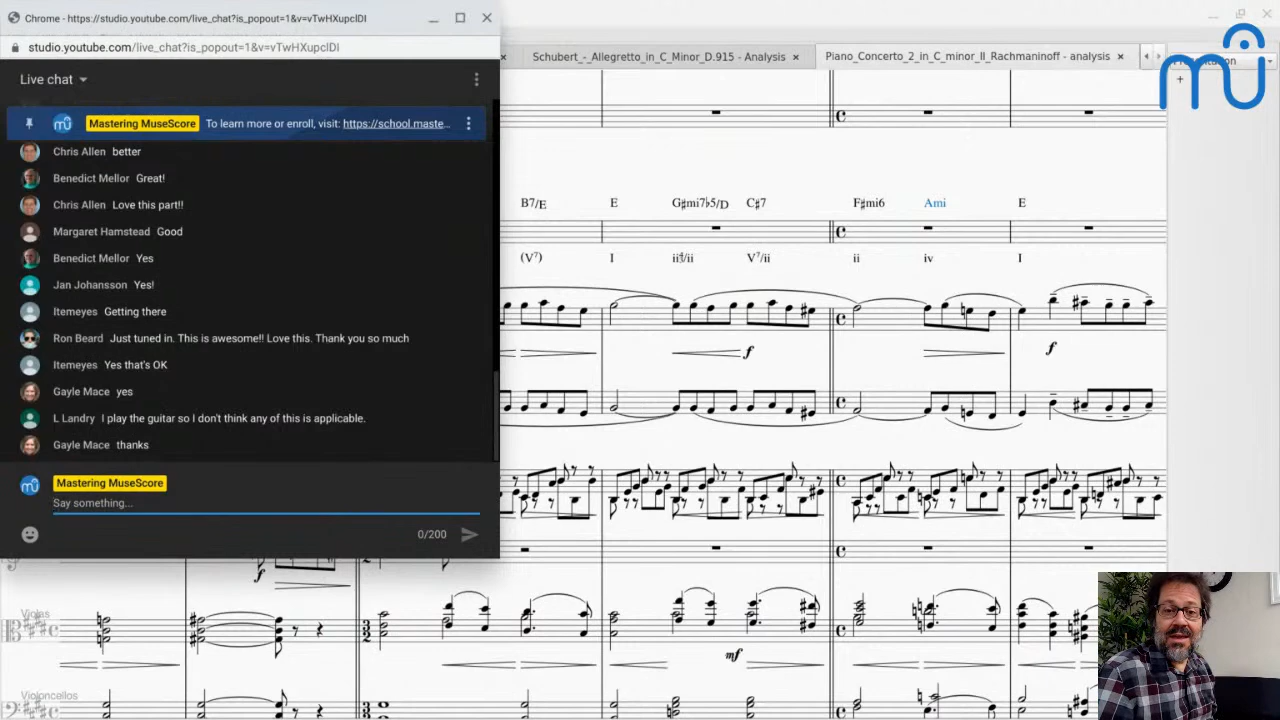 Chrome - https://studio.youtube.com/live_chat?is_popout=1&v=vTwHXupclDI
studio.youtube.com/live_chat?is_popout=1&v=vTwHXupclDI
Live chat
Mastering MuseScore To learn more or enroll, visit: https://school.maste...
Chris Allen better
Benedict Mellor Great!
Chris Allen Love this part!!
Margaret Hamstead Good
Benedict Mellor Yes
Jan Johansson Yes!
Itemeyes Getting there
Ron Beard Just tuned in. This is awesome!! Love this. Thank you so much
Itemeyes Yes that's OK
Gayle Mace yes
L Landry I play the guitar so I don't think any of this is applicable.
Gayle Mace thanks
Mastering MuseScore
Say something...
0/200
Schubert_-_Allegretto_in_C_Minor_D.915 - Analysis
Piano_Concerto_2_in_C_minor_II_Rachmaninoff - analysis
B7/E E G♯mi7♭5/D C♯7 F♯mi6 Ami E
(V⁷) I V⁷/ii ii iv I
f f
f
mf
Violas
Violoncellos